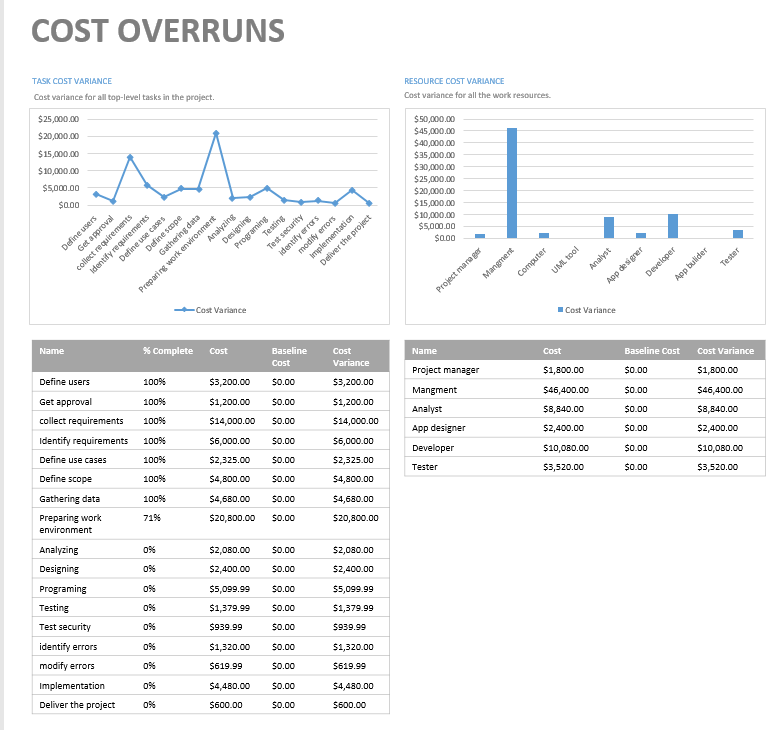 COST OVERRUNS
TASK COST VARIANCE
Cost variance for all top-level tasks in the project.
$25,000.00
$20,000.00
$15,000.00
$10,000.00
$5,000.00
$0.00
Define users
Get approval
collect requirements
Identify requirements
Define use cases
Define scope
Gathering data
Preparing work environment
Analyzing
Designing
Programing
Testing
Test security
identify errors
modify errors
Implementation
Deliver the project
Cost Variance
RESOURCE COST VARIANCE
Cost variance for all the work resources.
$50,000.00
$45,000.00
$40,000.00
$35,000.00
$30,000.00
$25,000.00
$20,000.00
$15,000.00
$10,000.00
$5,000.00
$0.00
Project manager
Mangment
Computer
UML tool
Analyst
App designer
Developer
App builder
Tester
Cost Variance
Name % Complete Cost Baseline Cost
Cost Variance
Define users 100% $3,200.00 $0.00 $3,200.00
Get approval 100% $1,200.00 $0.00 $1,200.00
collect requirements 100% $14,000.00 $0.00 $14,000.00
Identify requirements 100% $6,000.00 $0.00 $6,000.00
Define use cases 100% $2,325.00 $0.00 $2,325.00
Define scope 100% $4,800.00 $0.00 $4,800.00
Gathering data 100% $4,680.00 $0.00 $4,680.00
Preparing work 71% $20,800.00 $0.00 $20,800.00
environment
Analyzing 0% $2,080.00 $0.00 $2,080.00
Designing 0% $2,400.00 $0.00 $2,400.00
Programing 0% $5,099.99 $0.00 $5,099.99
Testing 0% $1,379.99 $0.00 $1,379.99
Test security 0% $939.99 $0.00 $939.99
identify errors 0% $1,320.00 $0.00 $1,320.00
modify errors 0% $619.99 $0.00 $619.99
Implementation 0% $4,480.00 $0.00 $4,480.00
Deliver the project 0% $600.00 $0.00 $600.00
Name Cost Baseline Cost Cost Variance
Project manager $1,800.00 $0.00 $1,800.00
Mangment $46,400.00 $0.00 $46,400.00
Analyst $8,840.00 $0.00 $8,840.00
App designer $2,400.00 $0.00 $2,400.00
Developer $10,080.00 $0.00 $10,080.00
Tester $3,520.00 $0.00 $3,520.00